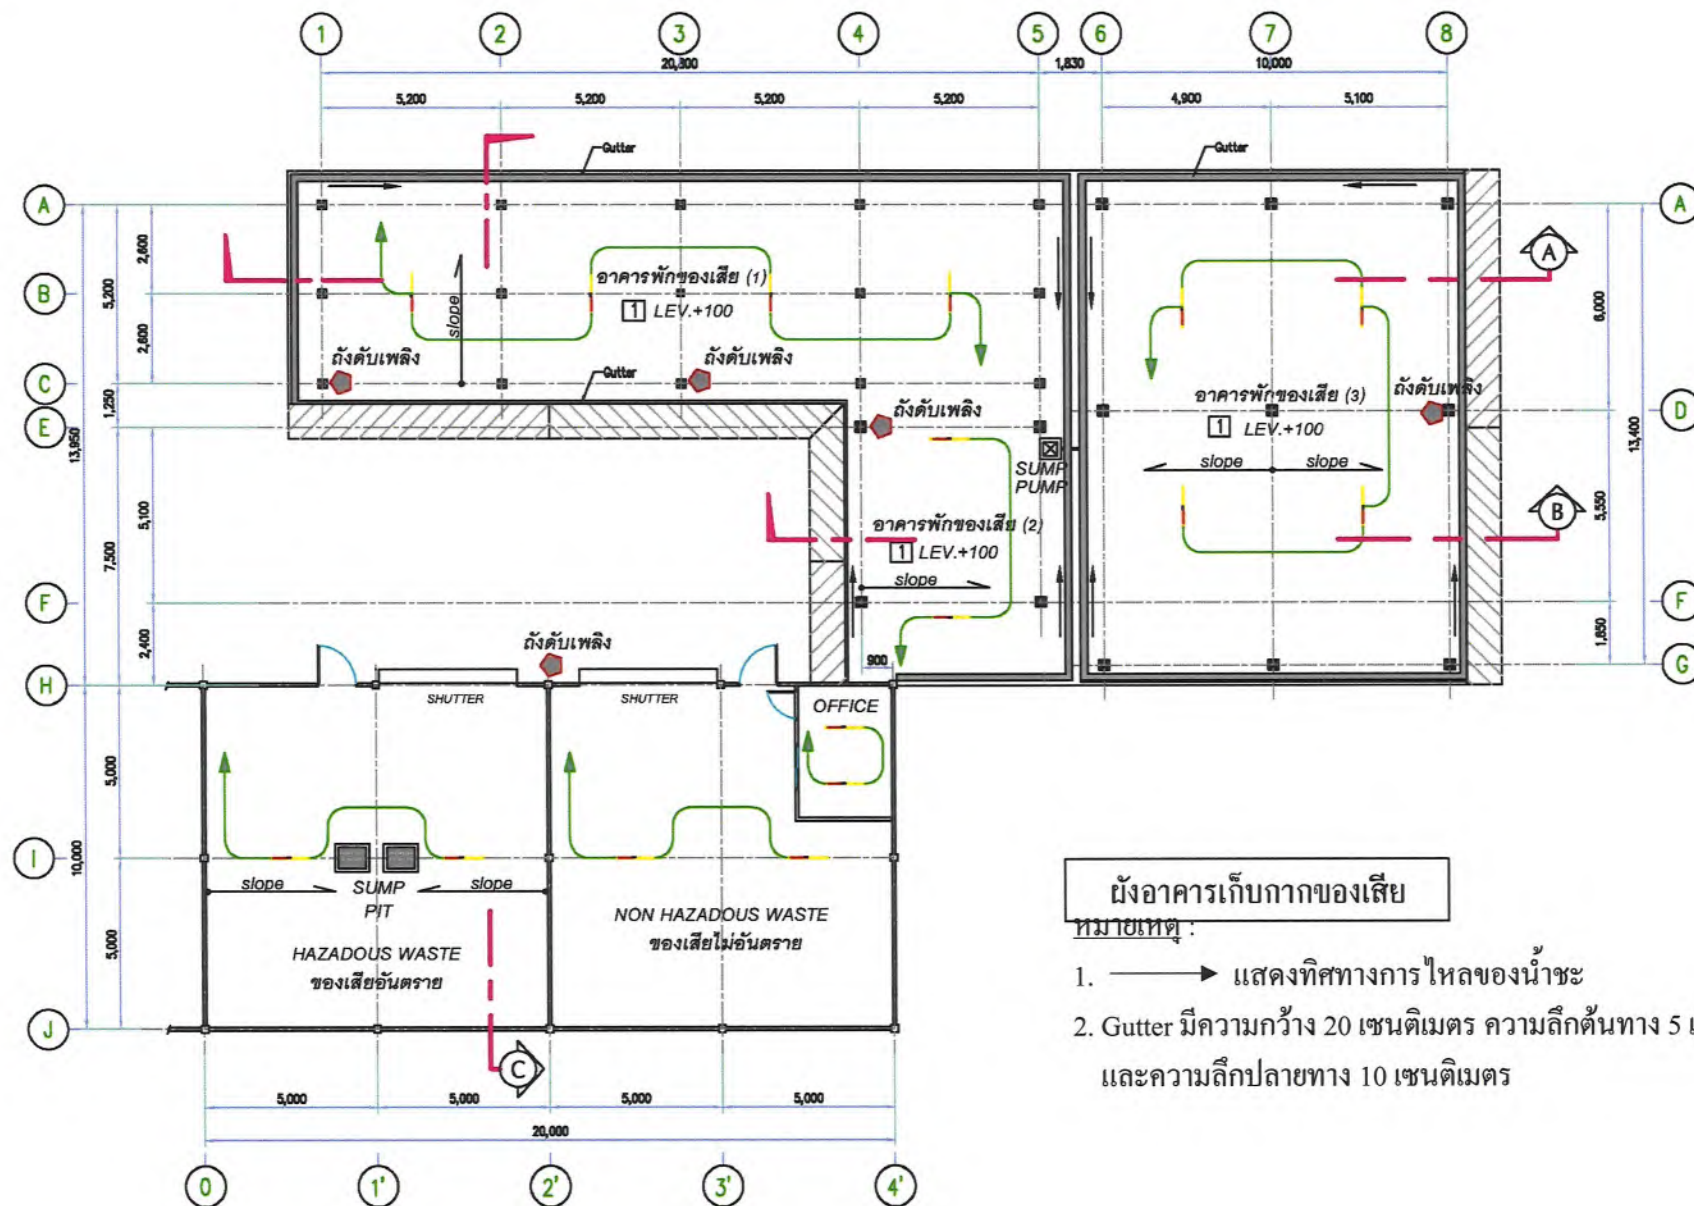 1 2 3 4 5 6 7 8
20,800 1,830 10,000
5,200 5,200 5,200 5,200 4,900 5,100
Gutter Gutter
A A
A
2,600
B
อาคารพักของเสีย (1)
5,200
slope
1 LEV.+100
6,000
2,600
ถังดับเพลิง ถังดับเพลิง
C
Gutter
อาคารพักของเสีย (3) ถังดับเพลิง
D
1,250
ถังดับเพลิง
E
1 LEV.+100
13,950
13,400
SUMP
PUMP
slope slope
5,100
B
5,550
อาคารพักของเสีย (2)
1 LEV.+100
7,500
slope
F F
2,400
ถังดับเพลิง
1,850
900
G
H
SHUTTER SHUTTER OFFICE
5,000
I
10,000
slope SUMP slope
PIT
NON HAZADOUS WASTE
ของเสียไม่อันตราย
5,000
HAZADOUS WASTE
ของเสียอันตราย
J
C
5,000 5,000 5,000 5,000
20,000
0 1' 2' 3' 4'
ผังอาคารเก็บกากของเสีย
หมายเหตุ :
1. แสดงทิศทางการไหลของน้ำชะ
2. Gutter มีความกว้าง 20 เซนติเมตร ความลึกต้นทาง 5
และความลึกปลายทาง 10 เซนติเมตร